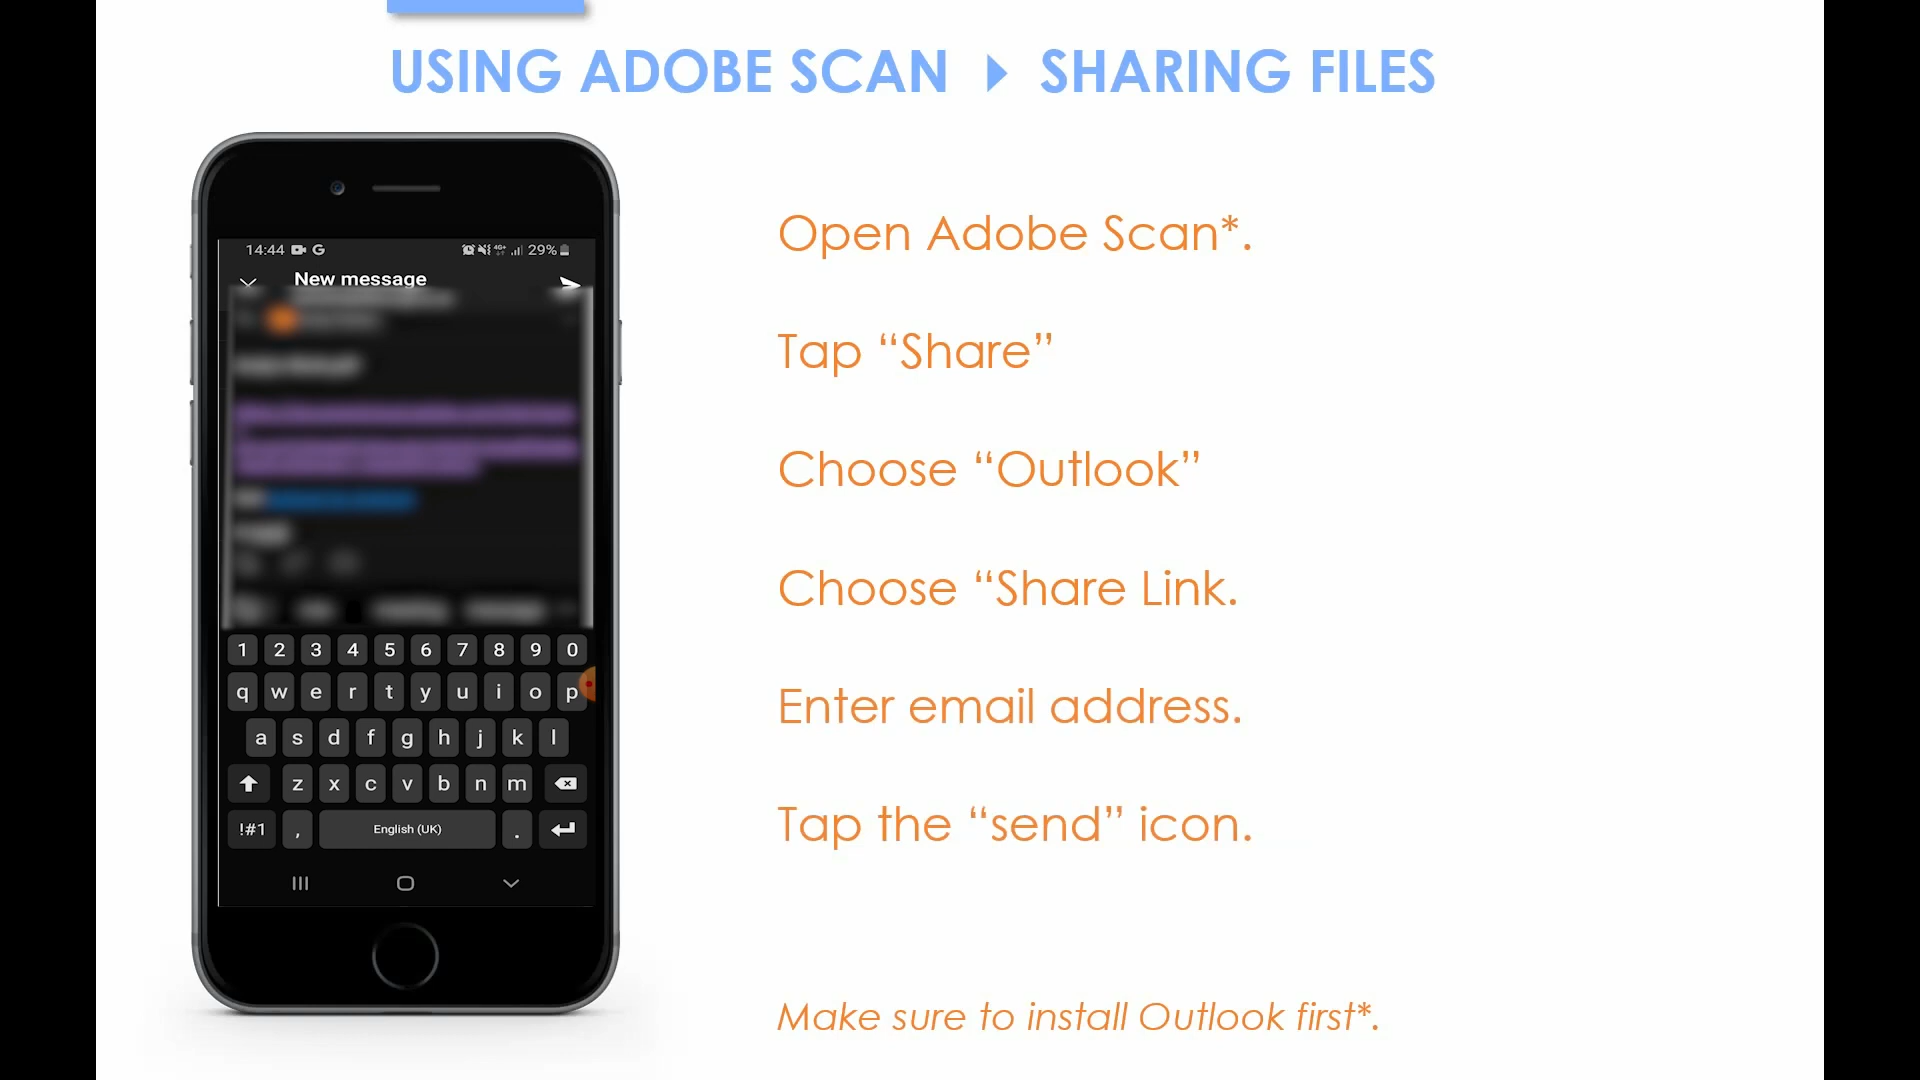 USING ADOBE SCAN ▶ SHARING FILES
14:44 G 4G+ 29%
New message
Open Adobe Scan*.
Tap “Share”
Choose “Outlook”
Choose “Share Link.
Enter email address.
Tap the “send” icon.
Make sure to install Outlook first*.
1 2 3 4 5 6 7 8 9 0
q w e r t y u i o p
a s d f g h j k l
z x c v b n m
!#1 , English (UK) .